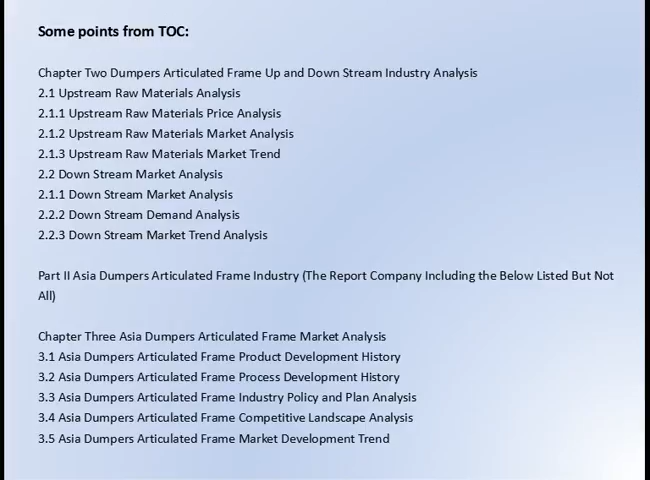 Some points from TOC:
Chapter Two Dumpers Articulated Frame Up and Down Stream Industry Analysis
2.1 Upstream Raw Materials Analysis
2.1.1 Upstream Raw Materials Price Analysis
2.1.2 Upstream Raw Materials Market Analysis
2.1.3 Upstream Raw Materials Market Trend
2.2 Down Stream Market Analysis
2.1.1 Down Stream Market Analysis
2.2.2 Down Stream Demand Analysis
2.2.3 Down Stream Market Trend Analysis
Part II Asia Dumpers Articulated Frame Industry (The Report Company Including the Below Listed But Not
All)
Chapter Three Asia Dumpers Articulated Frame Market Analysis
3.1 Asia Dumpers Articulated Frame Product Development History
3.2 Asia Dumpers Articulated Frame Process Development History
3.3 Asia Dumpers Articulated Frame Industry Policy and Plan Analysis
3.4 Asia Dumpers Articulated Frame Competitive Landscape Analysis
3.5 Asia Dumpers Articulated Frame Market Development Trend